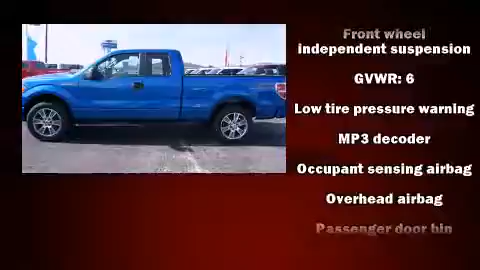 Front wheel
independent suspension
GVWR: 6
Low tire pressure warning
MP3 decoder
Occupant sensing airbag
Overhead airbag
Passenger door bin